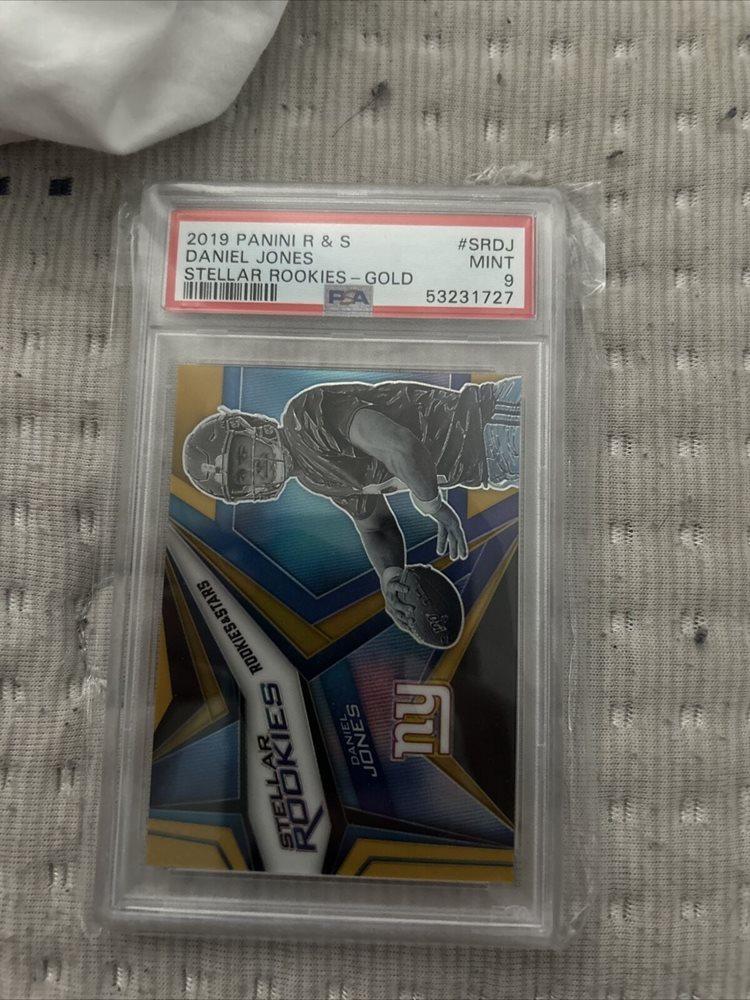 2019 PANINI R & S #SRDJ
DANIEL JONES MINT
STELLAR ROOKIES - GOLD 9
PSA 53231727
STELLAR
ROOKIES
ROOKIES&STARS
DANIEL
JONES
ny